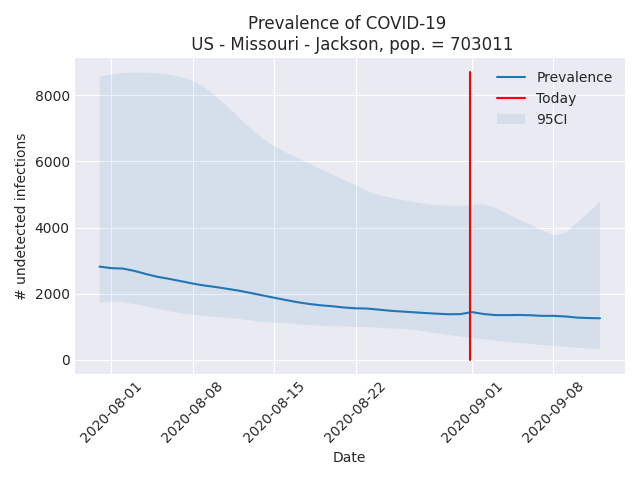 Prevalence of COVID-19
US - Missouri - Jackson, pop. = 703011
Prevalence
Today
95CI
# undetected infections
8000
6000
4000
2000
0
2020-08-01
2020-08-08
2020-08-15
2020-08-22
2020-09-01
2020-09-08
Date